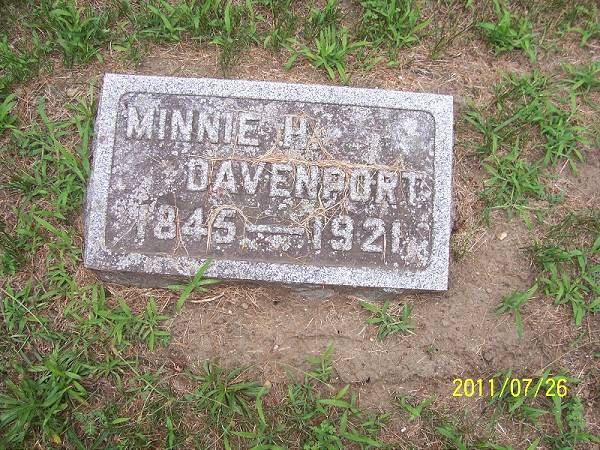 MINNIE H.
DAVENPORT
1845–1921
2011/07/26